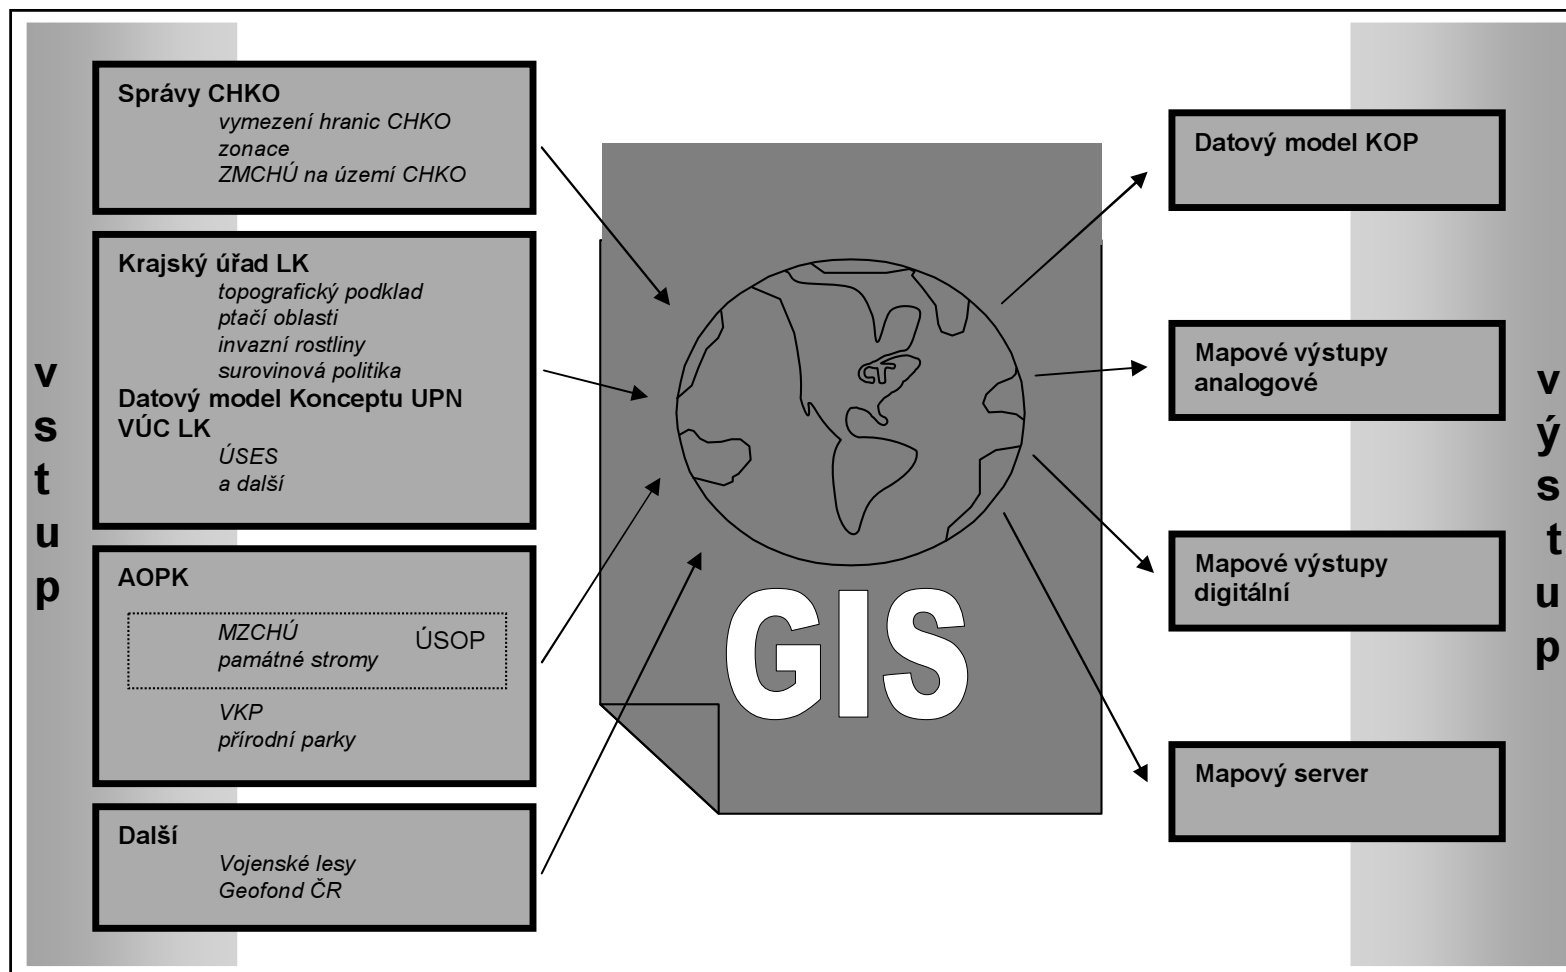 vstup
Správy CHKO
vymezení hranic CHKO
zonace
ZMCHÚ na území CHKO
Krajský úřad LK
topografický podklad
ptačí oblasti
invazní rostliny
surovinová politika
Datový model Konceptu UPN
VÚC LK
ÚSES
a další
AOPK
MZCHÚ
ÚSOP
památné stromy
VKP
přírodní parky
Další
Vojenské lesy
Geofond ČR
GIS
Datový model KOP
Mapové výstupy
analogové
Mapové výstupy
digitální
Mapový server
výstup